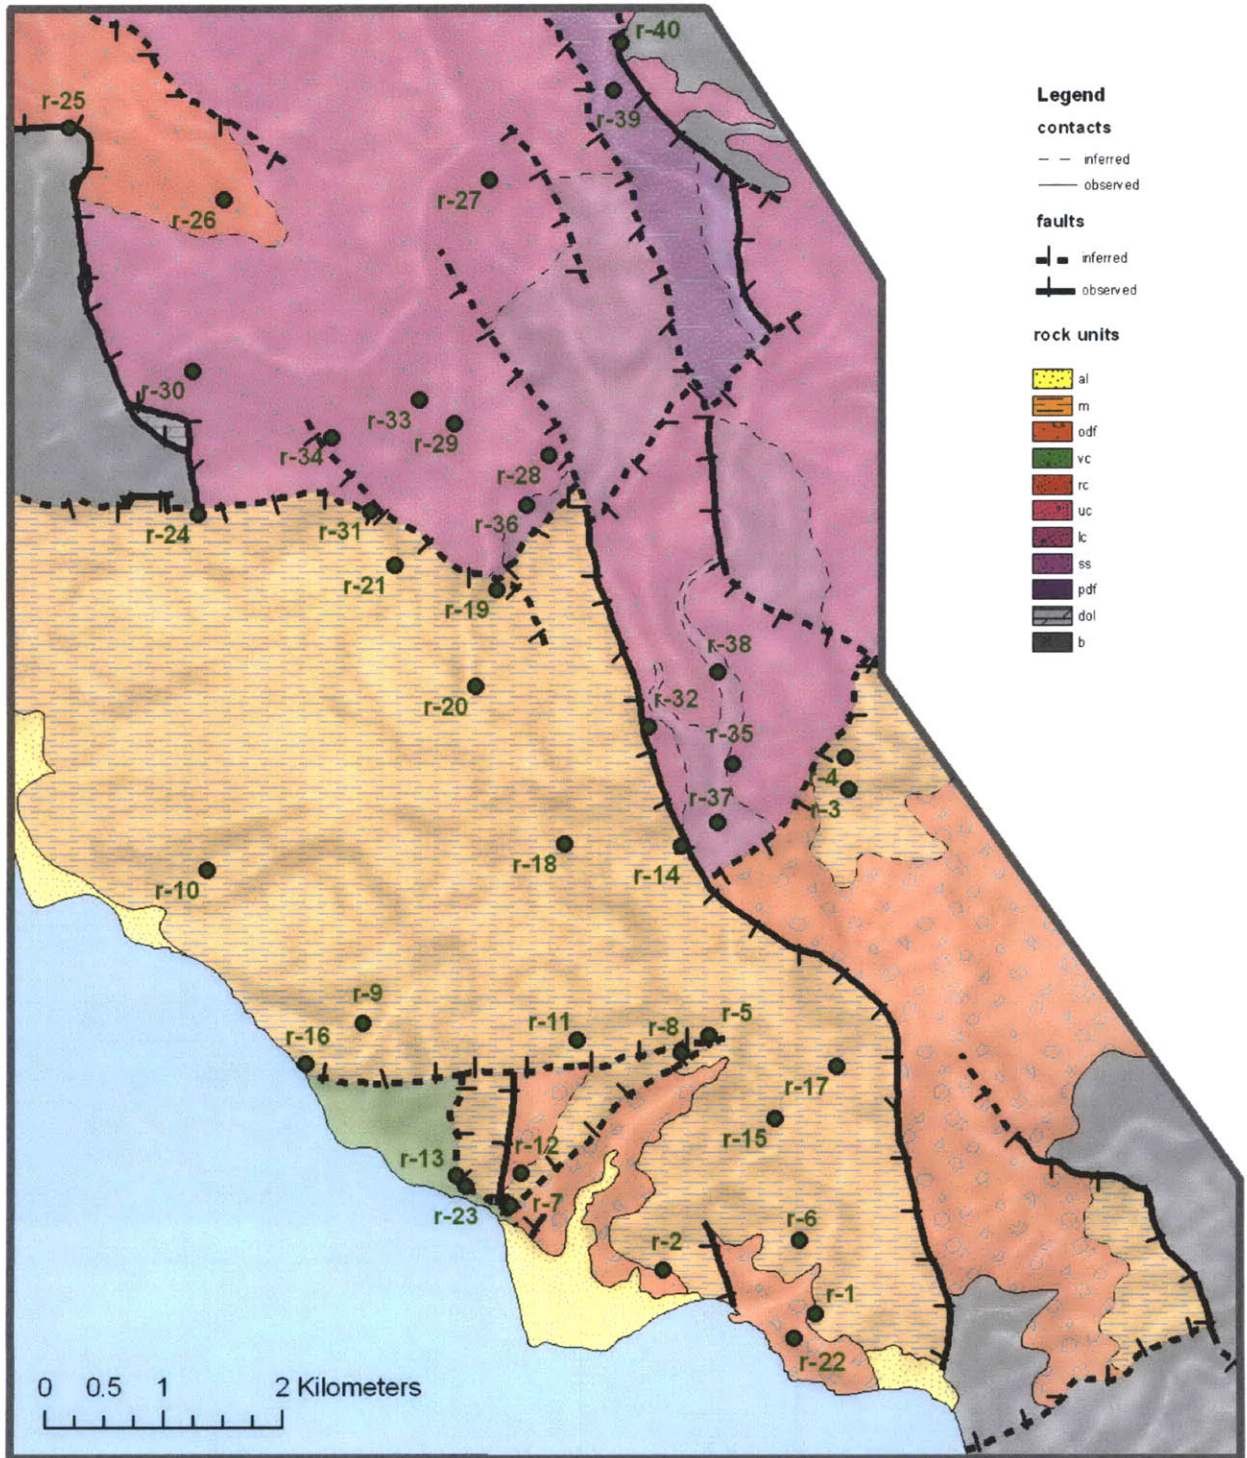 r-40
Legend
r-25
contacts
r-39
inferred
observed
r-27
r-26
faults
inferred
observed
rock units
r-30
al
r-33
m
r-29
odf
r-34
vc
r-28
rc
r-36
uc
r-31
lc
r-24
ss
r-21
pdf
r-19
dol
b
r-38
r-20
r-32
r-35
r-4
r-37
r-3
r-18
r-14
r-10
r-9
r-11
r-8
r-5
r-16
r-17
r-15
r-12
r-13
r-7
r-23
r-6
r-2
r-1
r-22
0 0.5 1 2 Kilometers